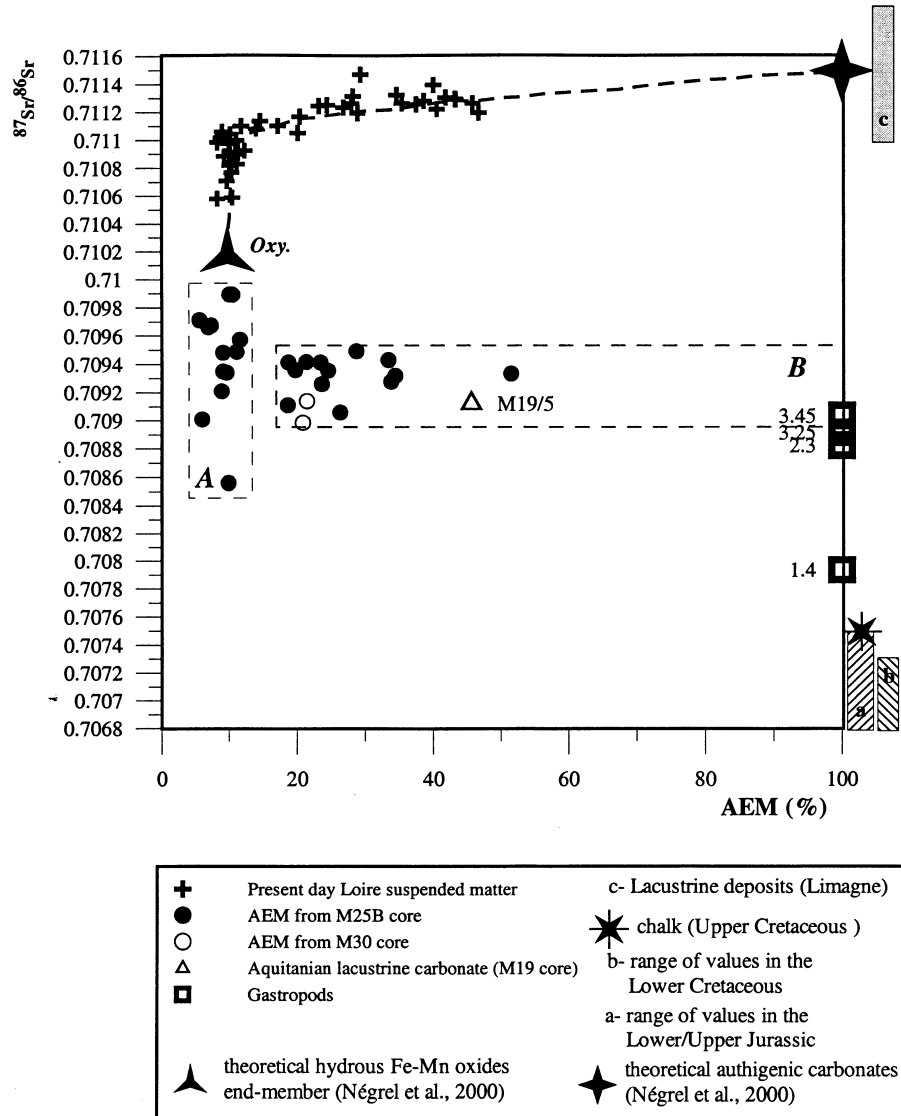 87Sr/86Sr
0.7116
0.7114
0.7112
0.711
0.7108
0.7106
0.7104
0.7102
0.71
0.7098
0.7096
0.7094
0.7092
0.709
0.7088
0.7086
0.7084
0.7082
0.708
0.7078
0.7076
0.7074
0.7072
0.707
0.7068
c
Oxy.
B
M19/5
3.45
3.25
2.3
A
1.4
b
a
0 20 40 60 80 100
AEM (%)
Present day Loire suspended matter
AEM from M25B core
AEM from M30 core
Aquitanian lacustrine carbonate (M19 core)
Gastropods
theoretical hydrous Fe-Mn oxides
end-member (Négrel et al., 2000)
c- Lacustrine deposits (Limagne)
chalk (Upper Cretaceous )
b- range of values in the
Lower Cretaceous
a- range of values in the
Lower/Upper Jurassic
theoretical authigenic carbonates
(Négrel et al., 2000)